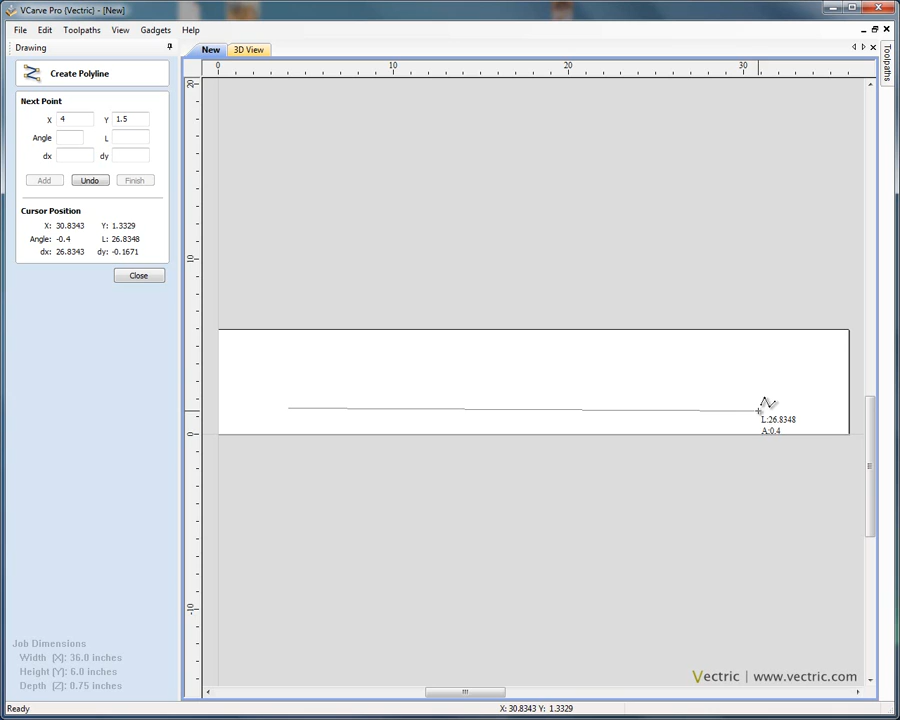 VCarve Pro {Vectric} - [New]
File Edit Toolpaths View Gadgets Help
Drawing
New 3D View
Toolpaths
Create Polyline
Next Point
X 4 Y 1.5
Angle L
dx dy
Add Undo Finish
Cursor Position
X: 30.8343 Y: 1.3329
Angle: -0.4 L: 26.8348
dx: 26.8343 dy: -0.1671
Close
0 10 20 30
20
10
0
-10
L:26.8348
A:0.4
Job Dimensions
Width [X]: 36.0 inches
Height [Y]: 6.0 inches
Depth [Z]: 0.75 inches
Vectric | www.vectric.com
Ready X: 30.8343 Y: 1.3329